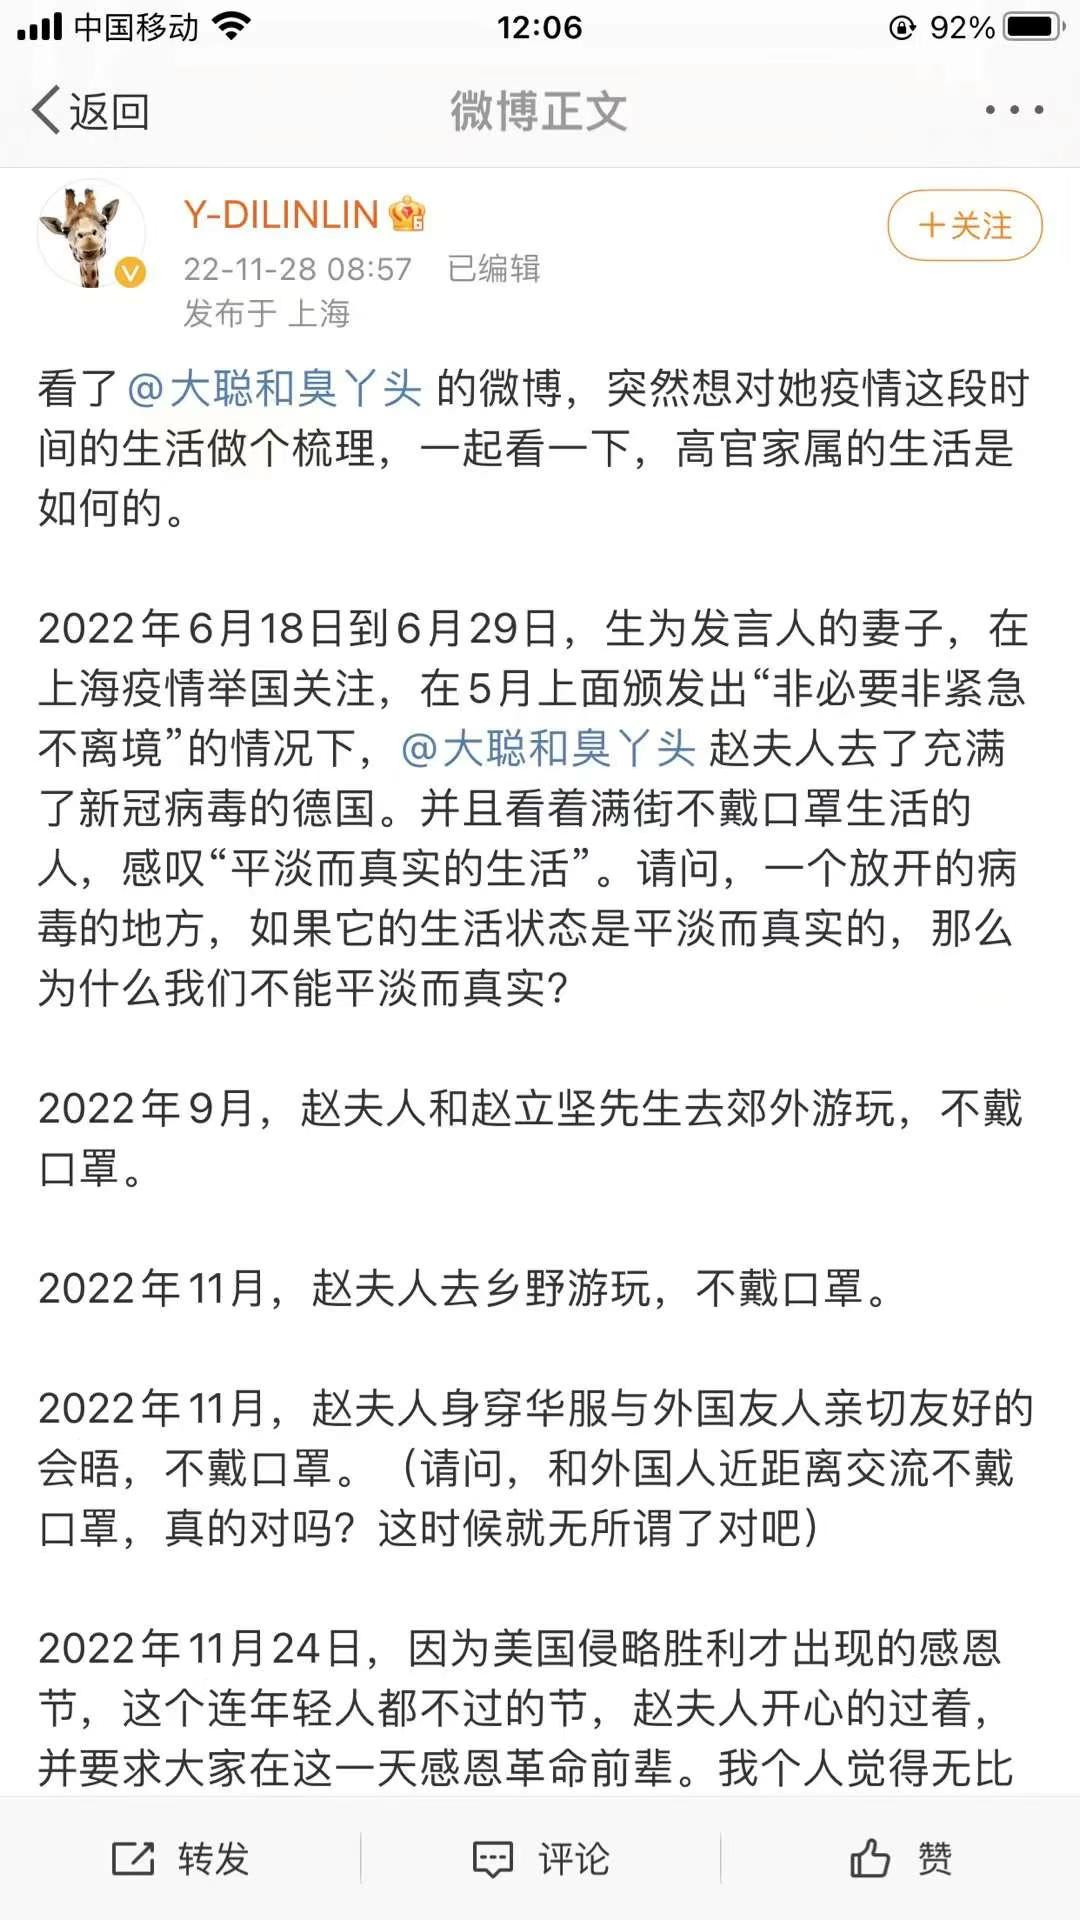 中国移动 12:06 92%
返回 微博正文
Y-DILINLIN 6
+关注
22-11-28 08:57 已编辑
发布于 上海
看了@大聪和臭丫头 的微博，突然想对她疫情这段时
间的生活做个梳理，一起看一下，高官家属的生活是
如何的。
2022年6月18日到6月29日，生为发言人的妻子，在
上海疫情举国关注，在5月上面颁发出“非必要非紧急
不离境”的情况下，@大聪和臭丫头 赵夫人去了充满
了新冠病毒的德国。并且看着满街不戴口罩生活的
人，感叹“平淡而真实的生活”。请问，一个放开的病
毒的地方，如果它的生活状态是平淡而真实的，那么
为什么我们不能平淡而真实？
2022年9月，赵夫人和赵立坚先生去郊外游玩，不戴
口罩。
2022年11月，赵夫人去乡野游玩，不戴口罩。
2022年11月，赵夫人身穿华服与外国友人亲切友好的
会晤，不戴口罩。（请问，和外国人近距离交流不戴
口罩，真的对吗？这时候就无所谓了对吧）
2022年11月24日，因为美国侵略胜利才出现的感恩
节，这个连年轻人都不过的节，赵夫人开心的过着，
并要求大家在这一天感恩革命前辈。我个人觉得无比
转发 评论 赞